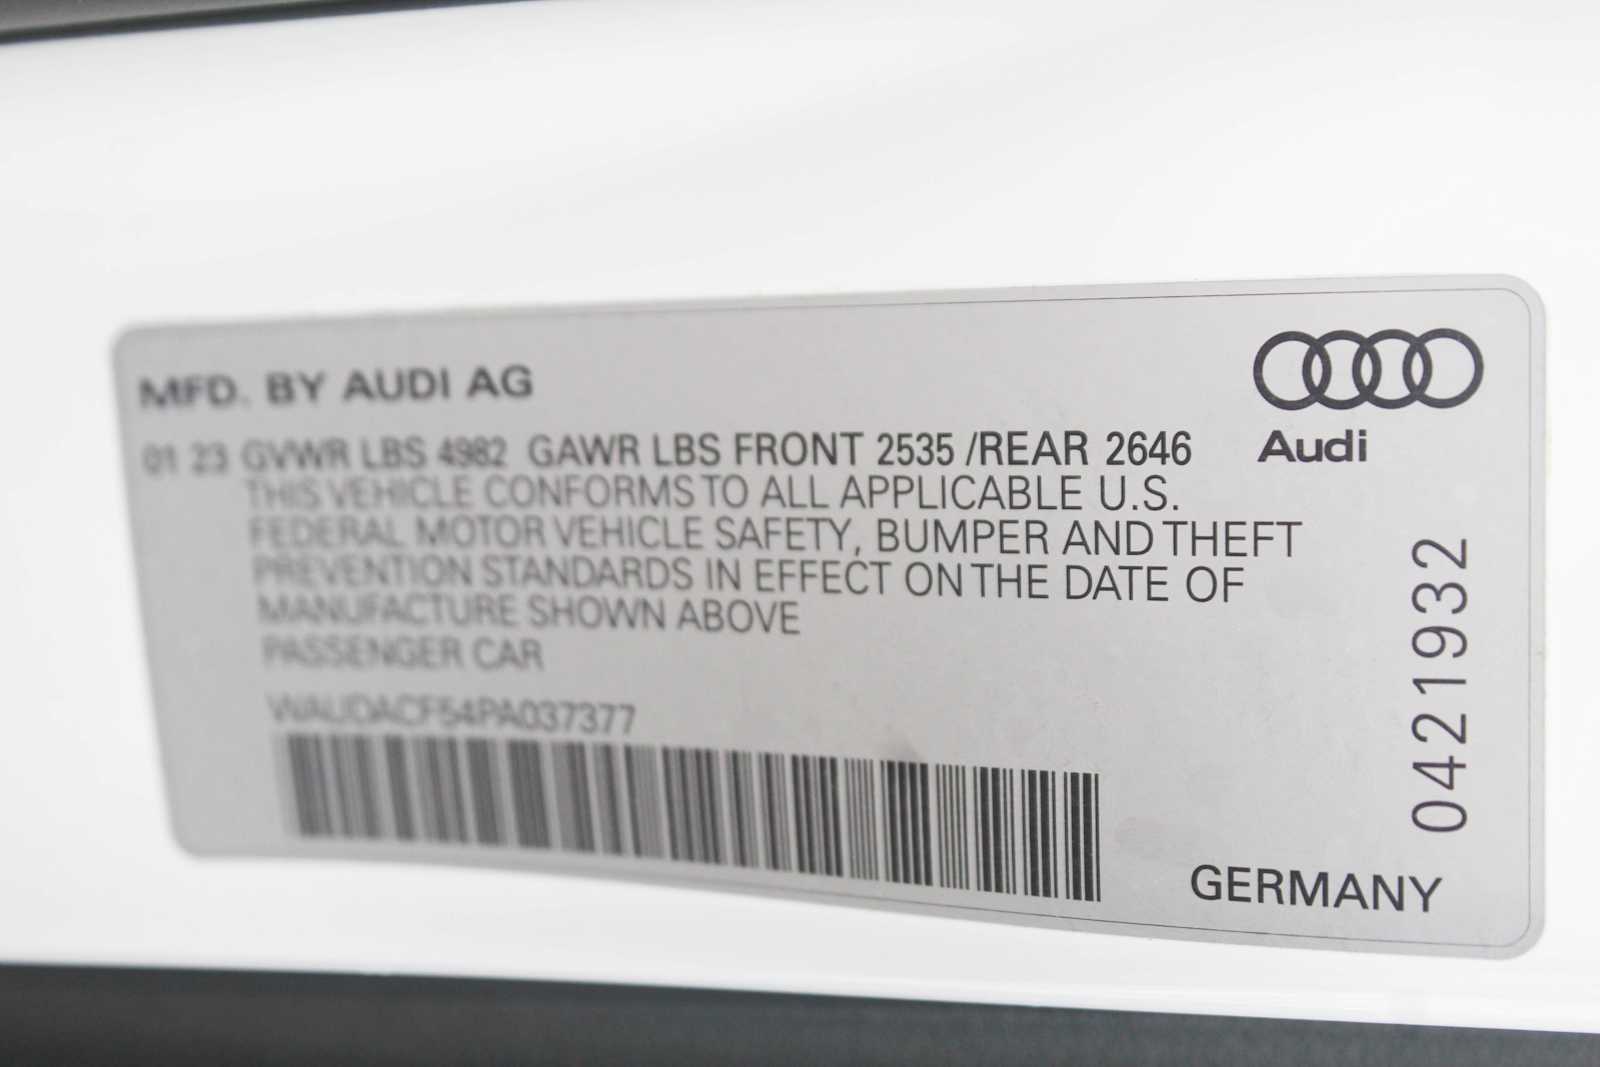 MFD. BY AUDI AG
01 23 GVWR LBS 4982 GAWR LBS FRONT 2535 /REAR 2646
THIS VEHICLE CONFORMS TO ALL APPLICABLE U.S.
FEDERAL MOTOR VEHICLE SAFETY, BUMPER AND THEFT
PREVENTION STANDARDS IN EFFECT ON THE DATE OF
MANUFACTURE SHOWN ABOVE
PASSENGER CAR
WAUDACF54PA037377
Audi
0421932
GERMANY